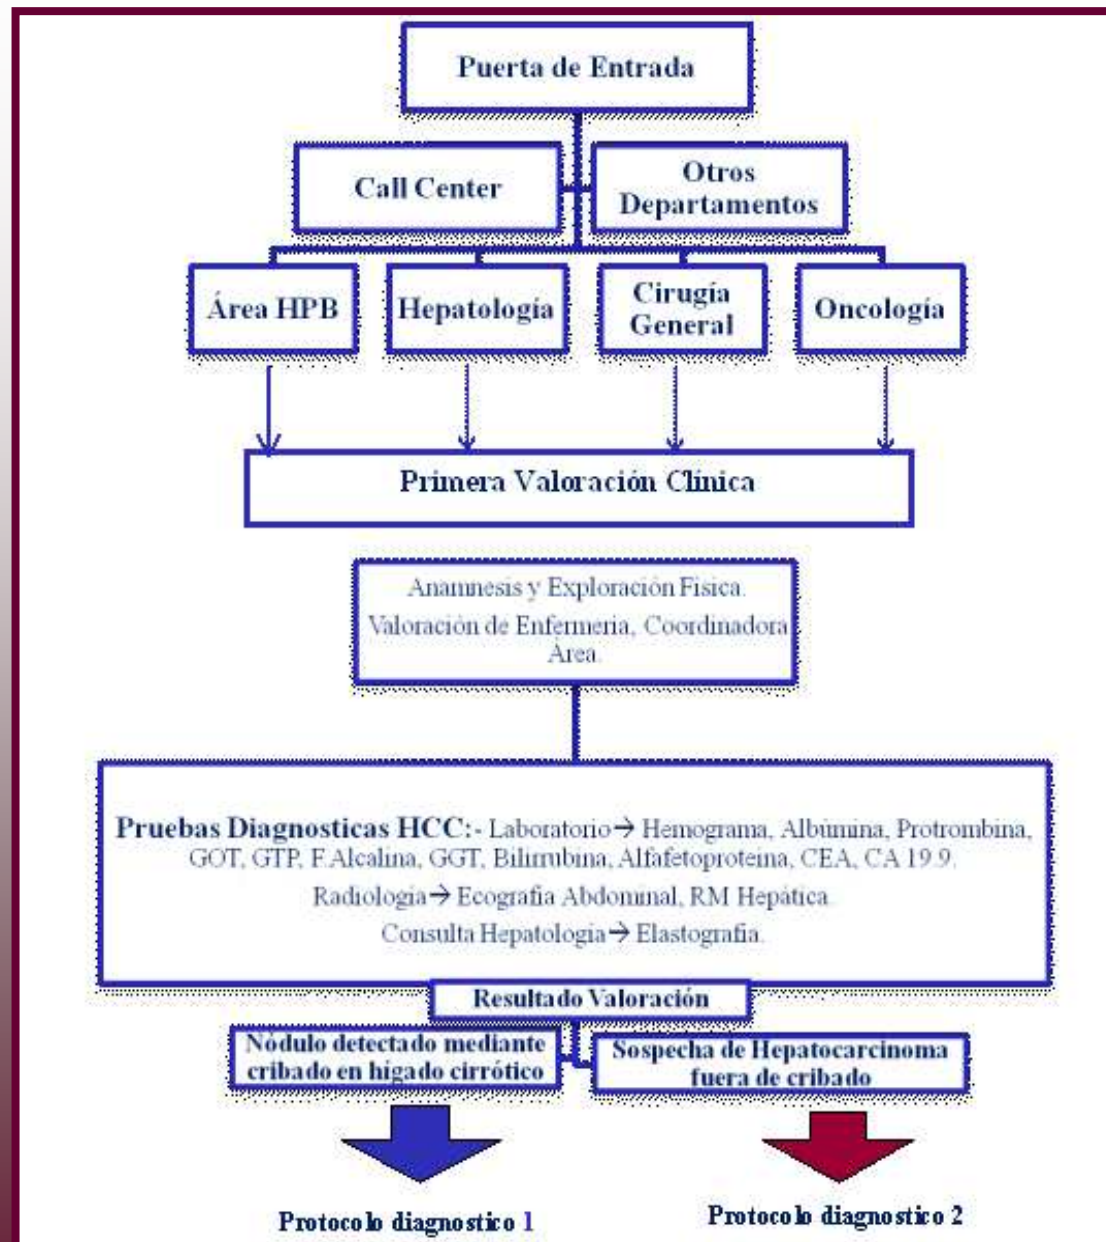 Puerta de Entrada
Call Center
Otros
Departamentos
Área HPB
Hepatología
Cirugía
General
Oncología
Primera Valoración Clínica
Anamnesis y Exploración Física.
Valoración de Enfermeria, Coordinadora
Área.
Pruebas Diagnosticas HCC:- Laboratorio→ Hemograma, Albúmina, Protrombina,
GOT, GTP, F.Alcalina, GGT, Bilirrubina, Alfafetoproteina, CEA, CA 19.9.
Radiología→ Ecografía Abdominal, RM Hepática.
Consulta Hepatología→ Elastografía.
Resultado Valoración
Nódulo detectado mediante
cribado en hígado cirrótico
Sospecha de Hepatocarcinoma
fuera de cribado
Protocolo diagnostico 1
Protocolo diagnostico 2